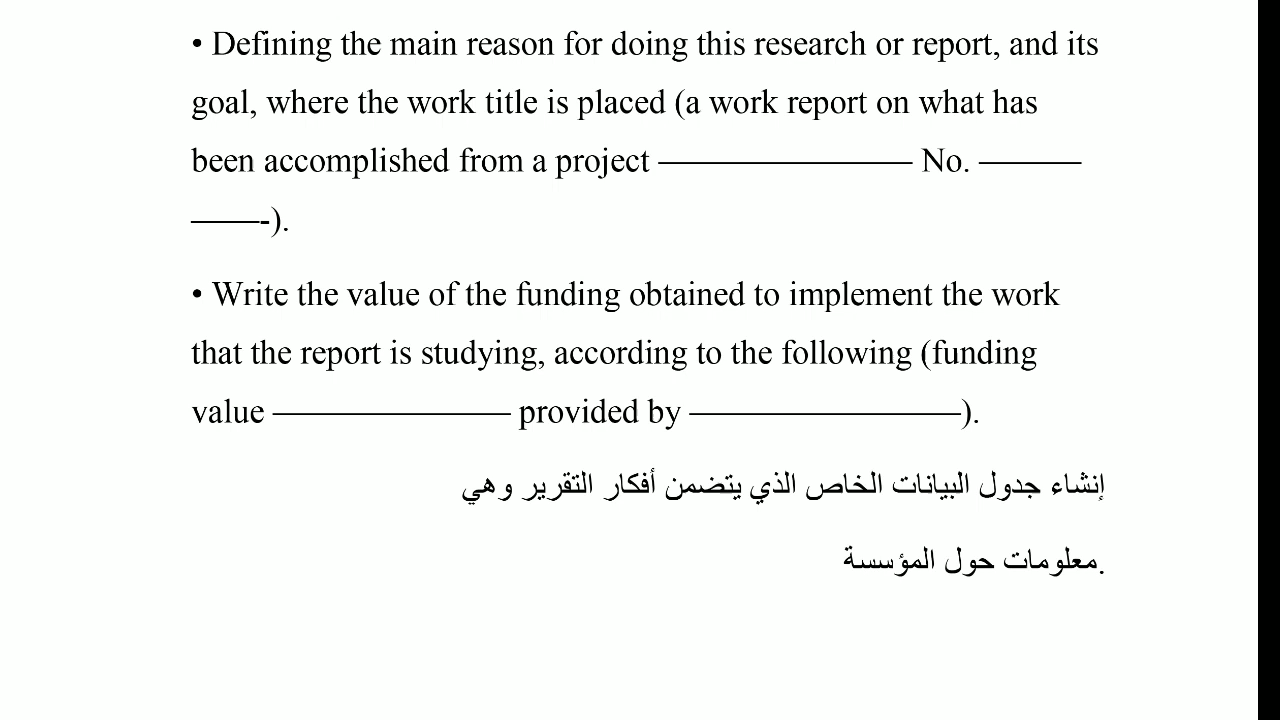 • Defining the main reason for doing this research or report, and its
goal, where the work title is placed (a work report on what has
been accomplished from a project ——————————— No. ————
———-).
• Write the value of the funding obtained to implement the work
that the report is studying, according to the following (funding
value ——————————— provided by ————————————).
إنشاء جدول البيانات الخاص الذي يتضمن أفكار التقرير وهي
.معلومات حول المؤسسة